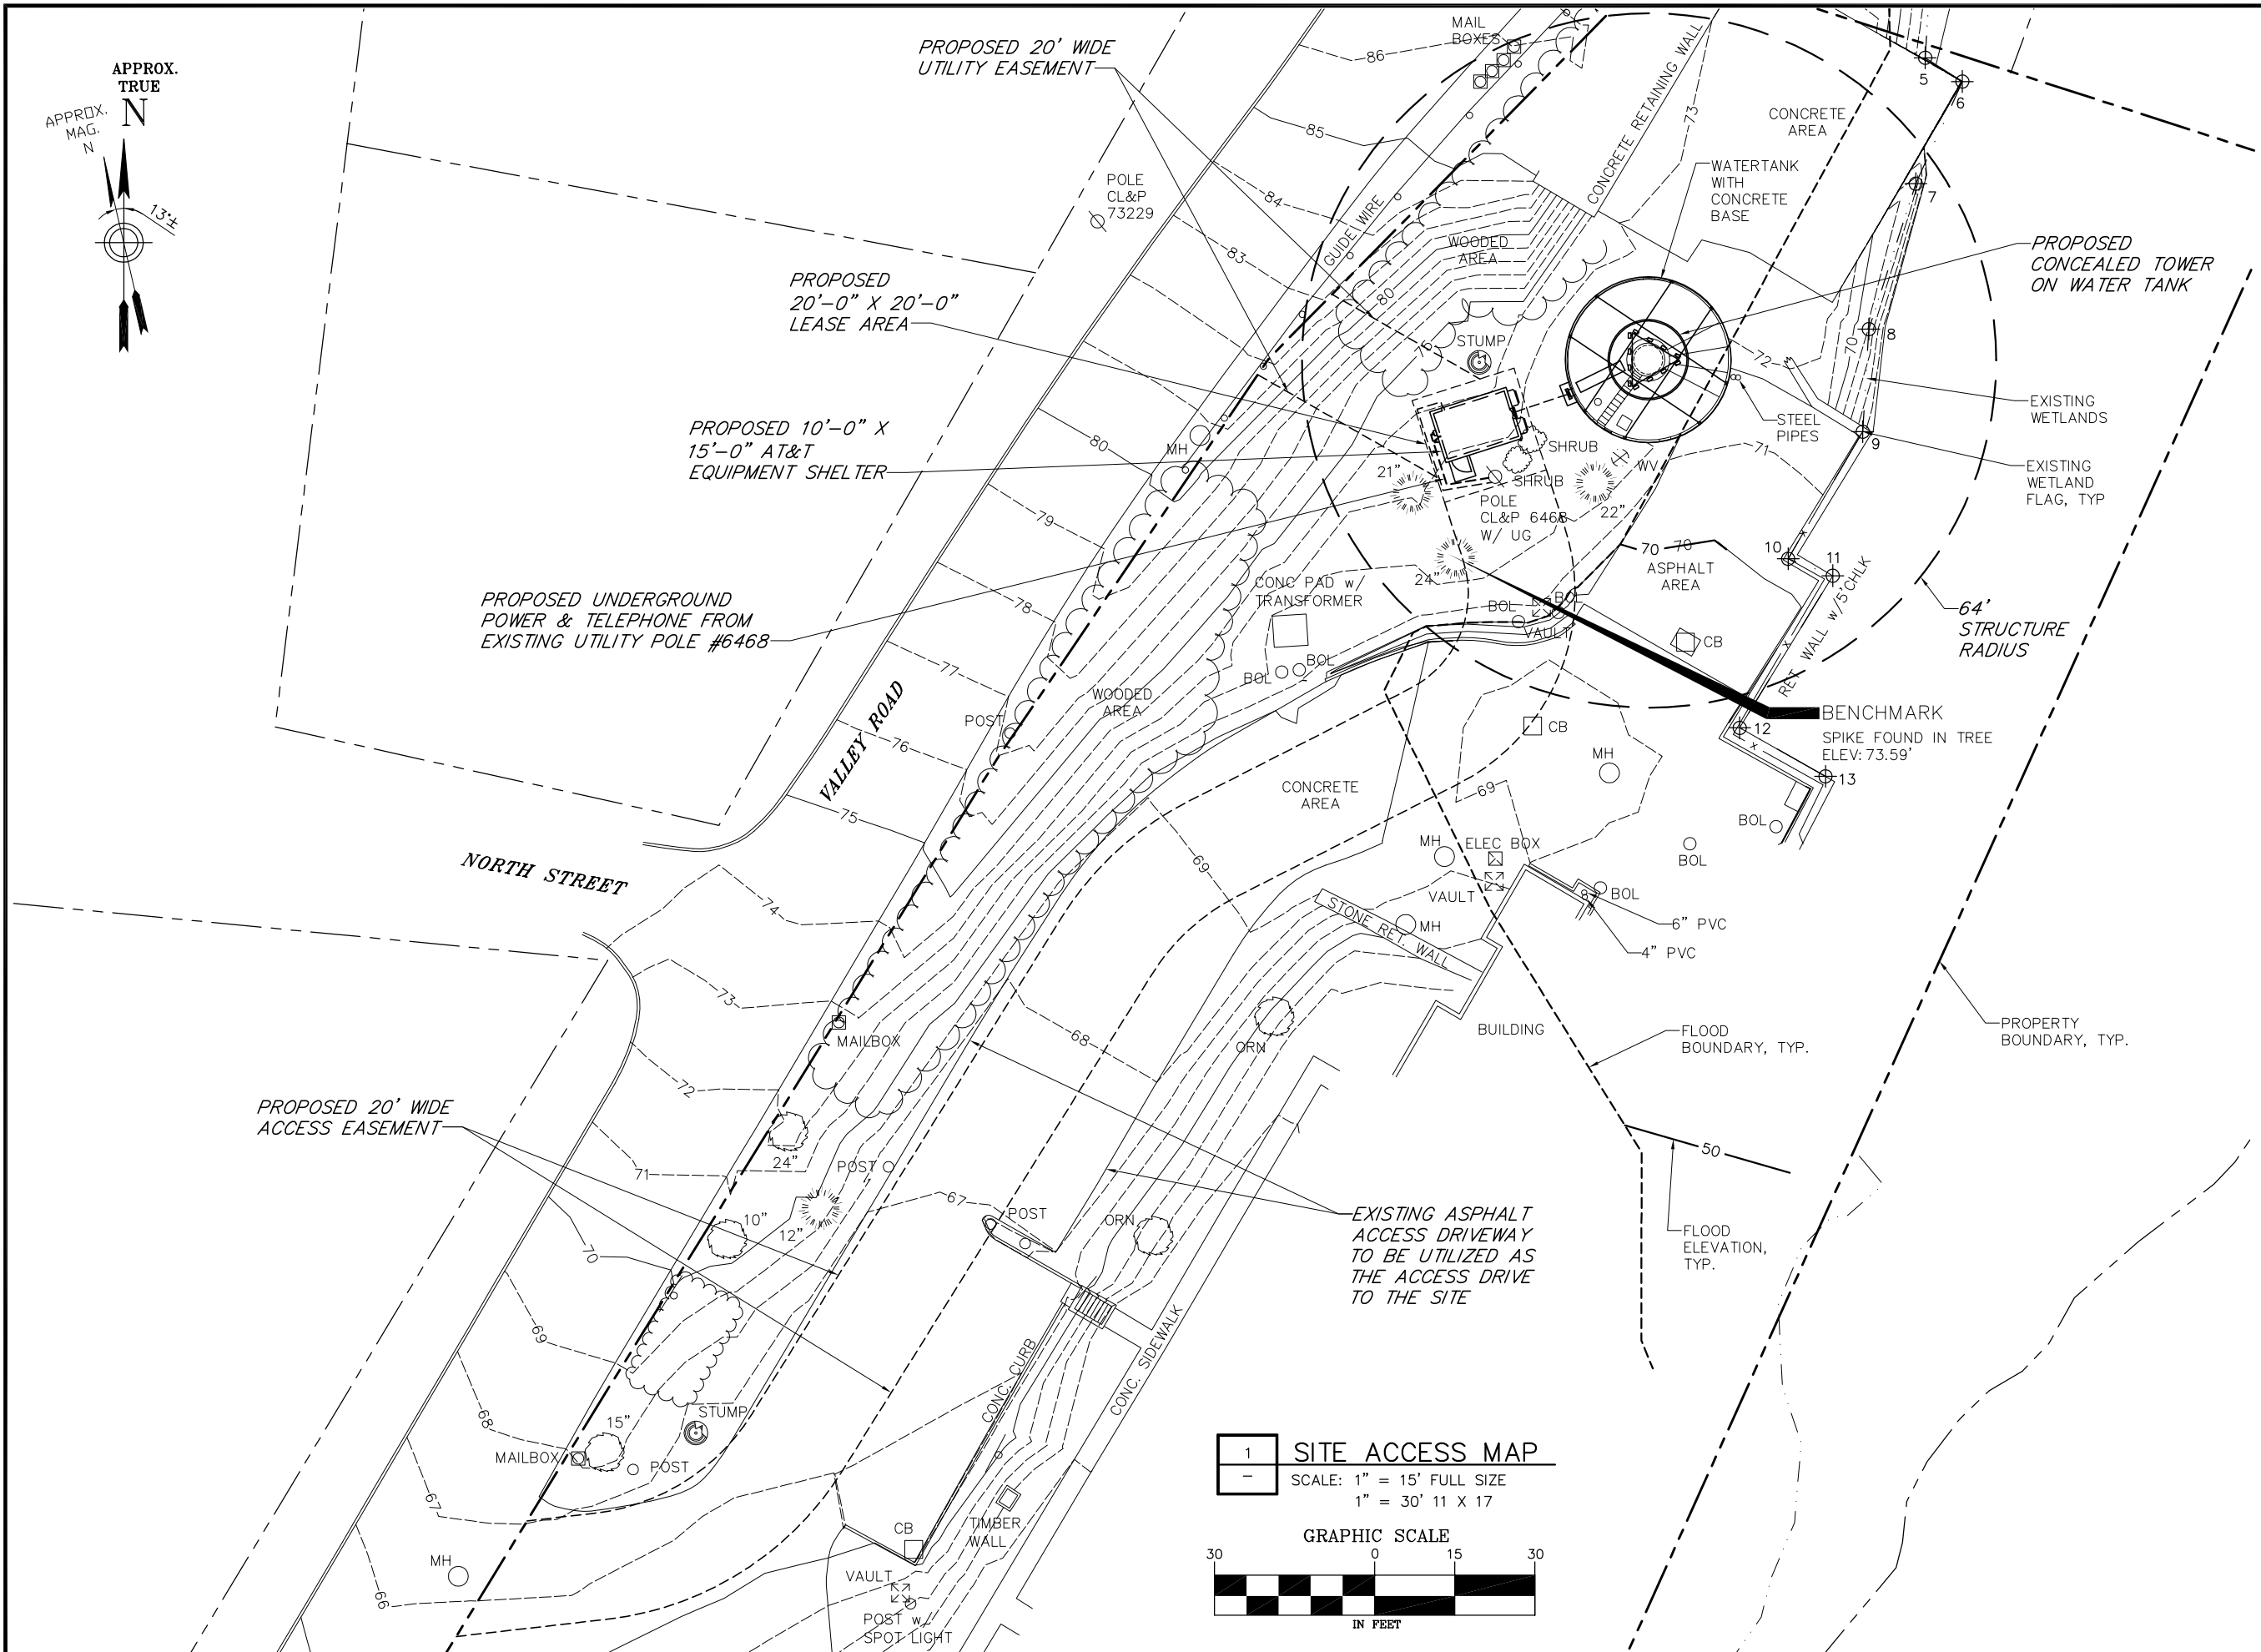 APPROX.
TRUE
N
APPROX.
MAG.
N
13°±
PROPOSED 20' WIDE
UTILITY EASEMENT
MAIL
BOXES
86
85
84
83
POLE
CL&P
73229
GUIDE WIRE
CONCRETE RETAINING WALL
73
CONCRETE
AREA
5
6
7
8
9
WATERTANK
WITH
CONCRETE
BASE
WOODED
AREA
80
75
STUMP
PROPOSED
CONCEALED TOWER
ON WATER TANK
PROPOSED
20'-0" X 20'-0"
LEASE AREA
PROPOSED 10'-0" X
15'-0" AT&T
EQUIPMENT SHELTER
PROPOSED UNDERGROUND
POWER & TELEPHONE FROM
EXISTING UTILITY POLE #6468
72
70
STEEL
PIPES
EXISTING
WETLANDS
EXISTING
WETLAND
FLAG, TYP
71
MH
SHRUB
SHRUB
WV
21"
22"
24"
POLE
CL&P 6468
W/ UG
80
79
78
77
76
75
CONC PAD w/
TRANSFORMER
BOL
BOL
VAULT
BOL
BOL
70
70
ASPHALT
AREA
CB
10
11
12
13
RET. WALL w/5'CHLK
64'
STRUCTURE
RADIUS
BENCHMARK
SPIKE FOUND IN TREE
ELEV: 73.59'
WOODED
AREA
POST
VALLEY ROAD
NORTH STREET
CB
MH
CONCRETE
AREA
69
69
MH
ELEC BOX
VAULT
MH
BOL
BOL
BOL
6" PVC
4" PVC
STONE RET. WALL
BUILDING
74
73
72
71
70
69
68
67
66
68
67
MAILBOX
ORN
ORN
FLOOD
BOUNDARY, TYP.
PROPERTY
BOUNDARY, TYP.
50
FLOOD
ELEVATION,
TYP.
PROPOSED 20' WIDE
ACCESS EASEMENT
24"
POST
10"
12"
POST
EXISTING ASPHALT
ACCESS DRIVEWAY
TO BE UTILIZED AS
THE ACCESS DRIVE
TO THE SITE
CONC. CURB
CONC. SIDEWALK
STUMP
15"
MAILBOX
POST
MH
CB
TIMBER
WALL
VAULT
POST w
SPOT LIGHT
1
-
SITE ACCESS MAP
SCALE: 1" = 15' FULL SIZE
1" = 30' 11 X 17
GRAPHIC SCALE
30 0 15 30
IN FEET